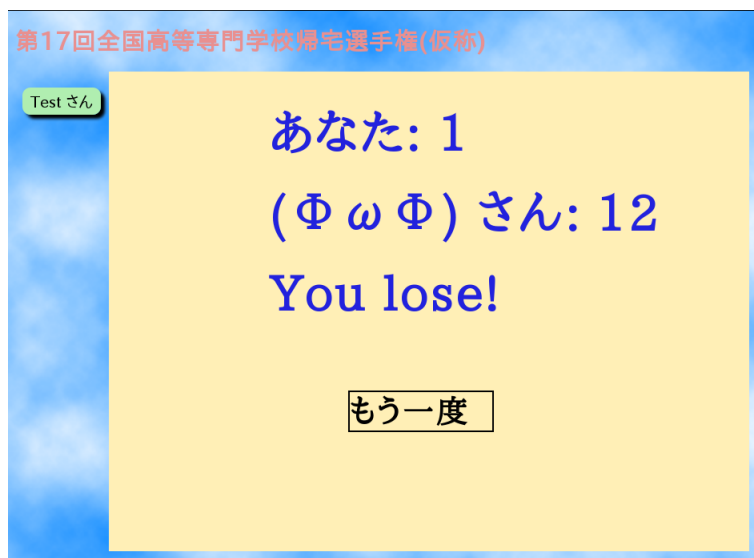 第17回全国高等専門学校帰宅選手権(仮称)
Test さん
あなた: 1
(ΦωΦ) さん: 12
You lose!
もう一度